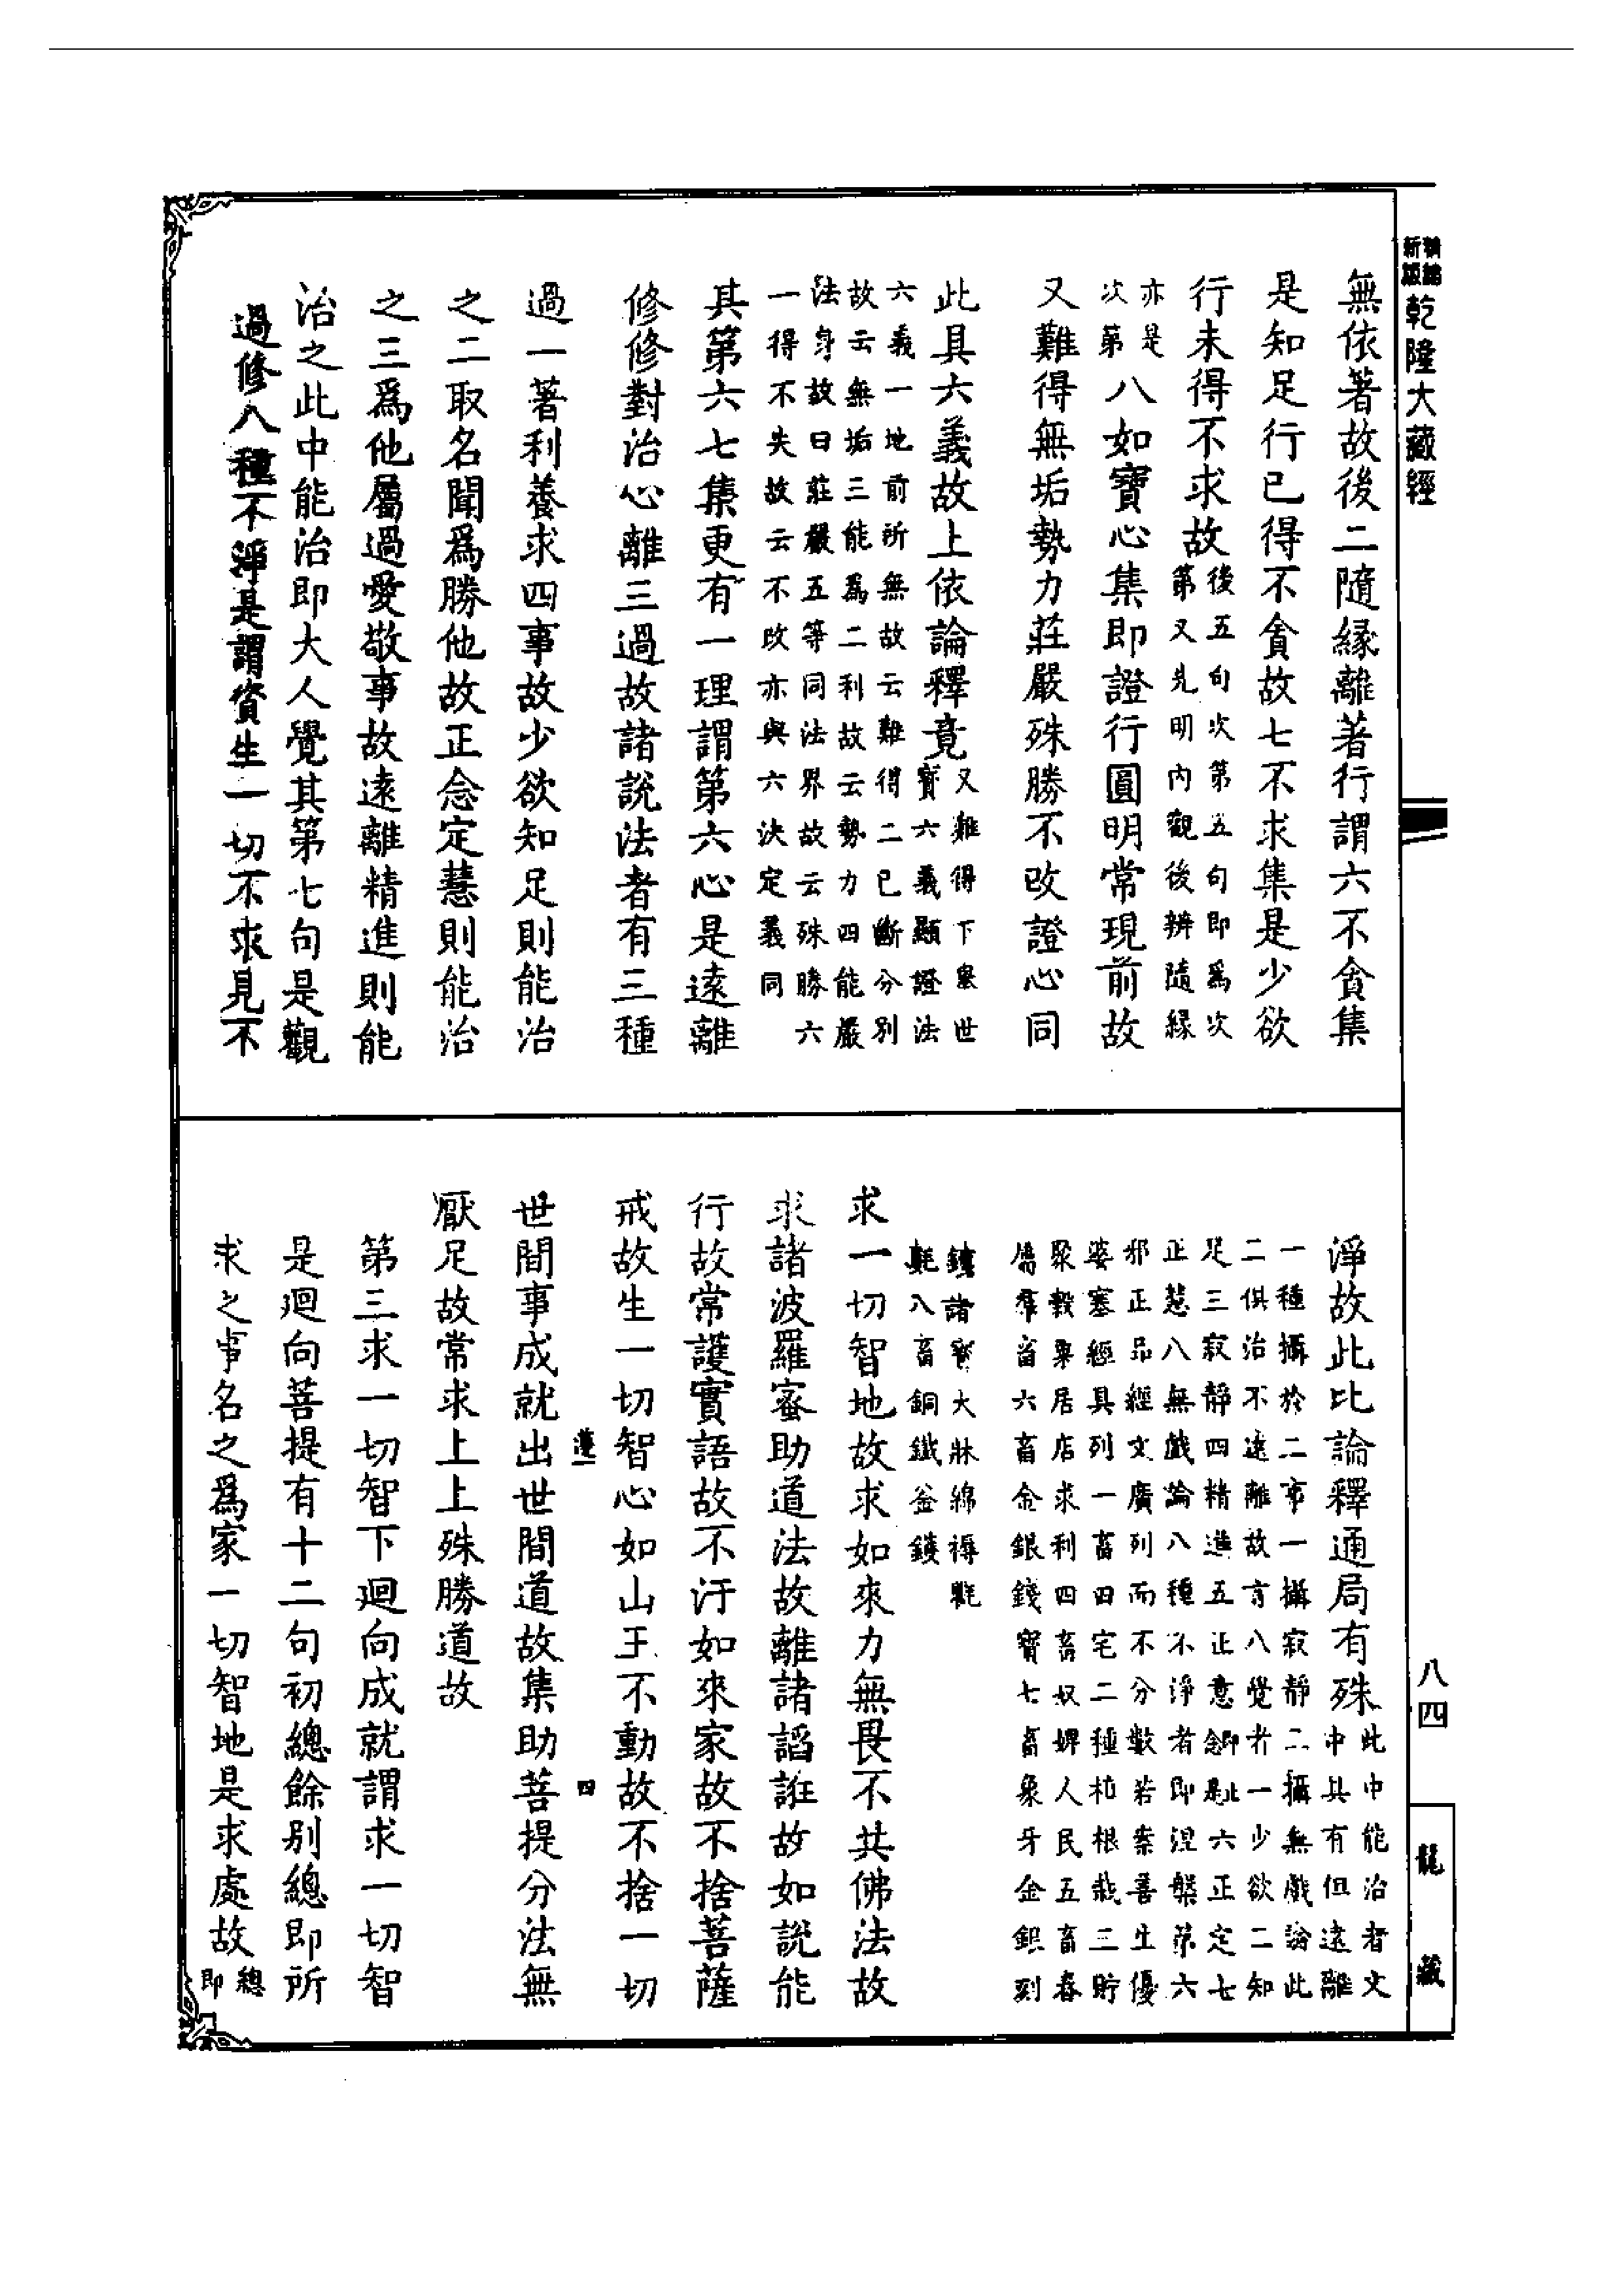 乾隆大藏經
無依著故後二隨緣離著行謂六不貪集
是知足行已得不貪故七不求集是少欲
行未得不求故
後五句次第五句即為次
第又先明內觀後辨隨緣
亦是
次第
八如寶心集即證行圓明常現前故
又難得無垢勢力莊嚴殊勝不改證心同
此具六義故上依論釋竟
又難得下眾世
寶六義顯證法
六義一地前所無故云難得二已斷分別
故云無垢三能為二利故云勢力四能嚴
法身故曰莊嚴五等同法界故云殊勝六
一得不失故云不改亦與六決定義同
其第六七集更有一理謂第六心是遠離
修修對治心離三過故諸說法者有三種
過一著利養求四事故少欲知足則能治
之二取名聞為勝他故正念定慧則能治
之三為他屬過愛敬事故遠離精進則能
治之此中能治即大人覺其第七句是觀
過修八種不淨是謂資生一切不求見不
淨故此比論釋通局有殊
此中能治者文
中具有但遠離
一種攝於二事一攝寂靜二攝無戲論此
二俱治不遠離故言八覺者一少欲二知
足三寂靜四精進五正意念即是六正定七
正慧八無戲論八種不淨者即涅槃第六
邪正品經文廣列而不分數若案善生優
婆塞經具列一畜田宅二種植根栽三貯
聚穀粟居店求利四畜奴婢人民五畜春
屬羣畜六畜金銀錢寶七畜象牙金銀刻
鏤諸寶大牀綿褥氍
氀八畜銅鐵釜鑊
求一切智地故求如來力無畏不共佛法故
求諸波羅蜜助道法故離諸諂誑故如說能
行故常護實語故不汙如來家故不捨菩薩
戒故生一切智心如山王不動故不捨一切
世間事成就出世間道故集助菩提分法無
厭足故常求上上殊勝道故
第三求一切智下迴向成就謂求一切智
是迴向菩提有十二句初總餘別總即所
求之事名之為家一切智地是求處故
總
即
八四
龍藏